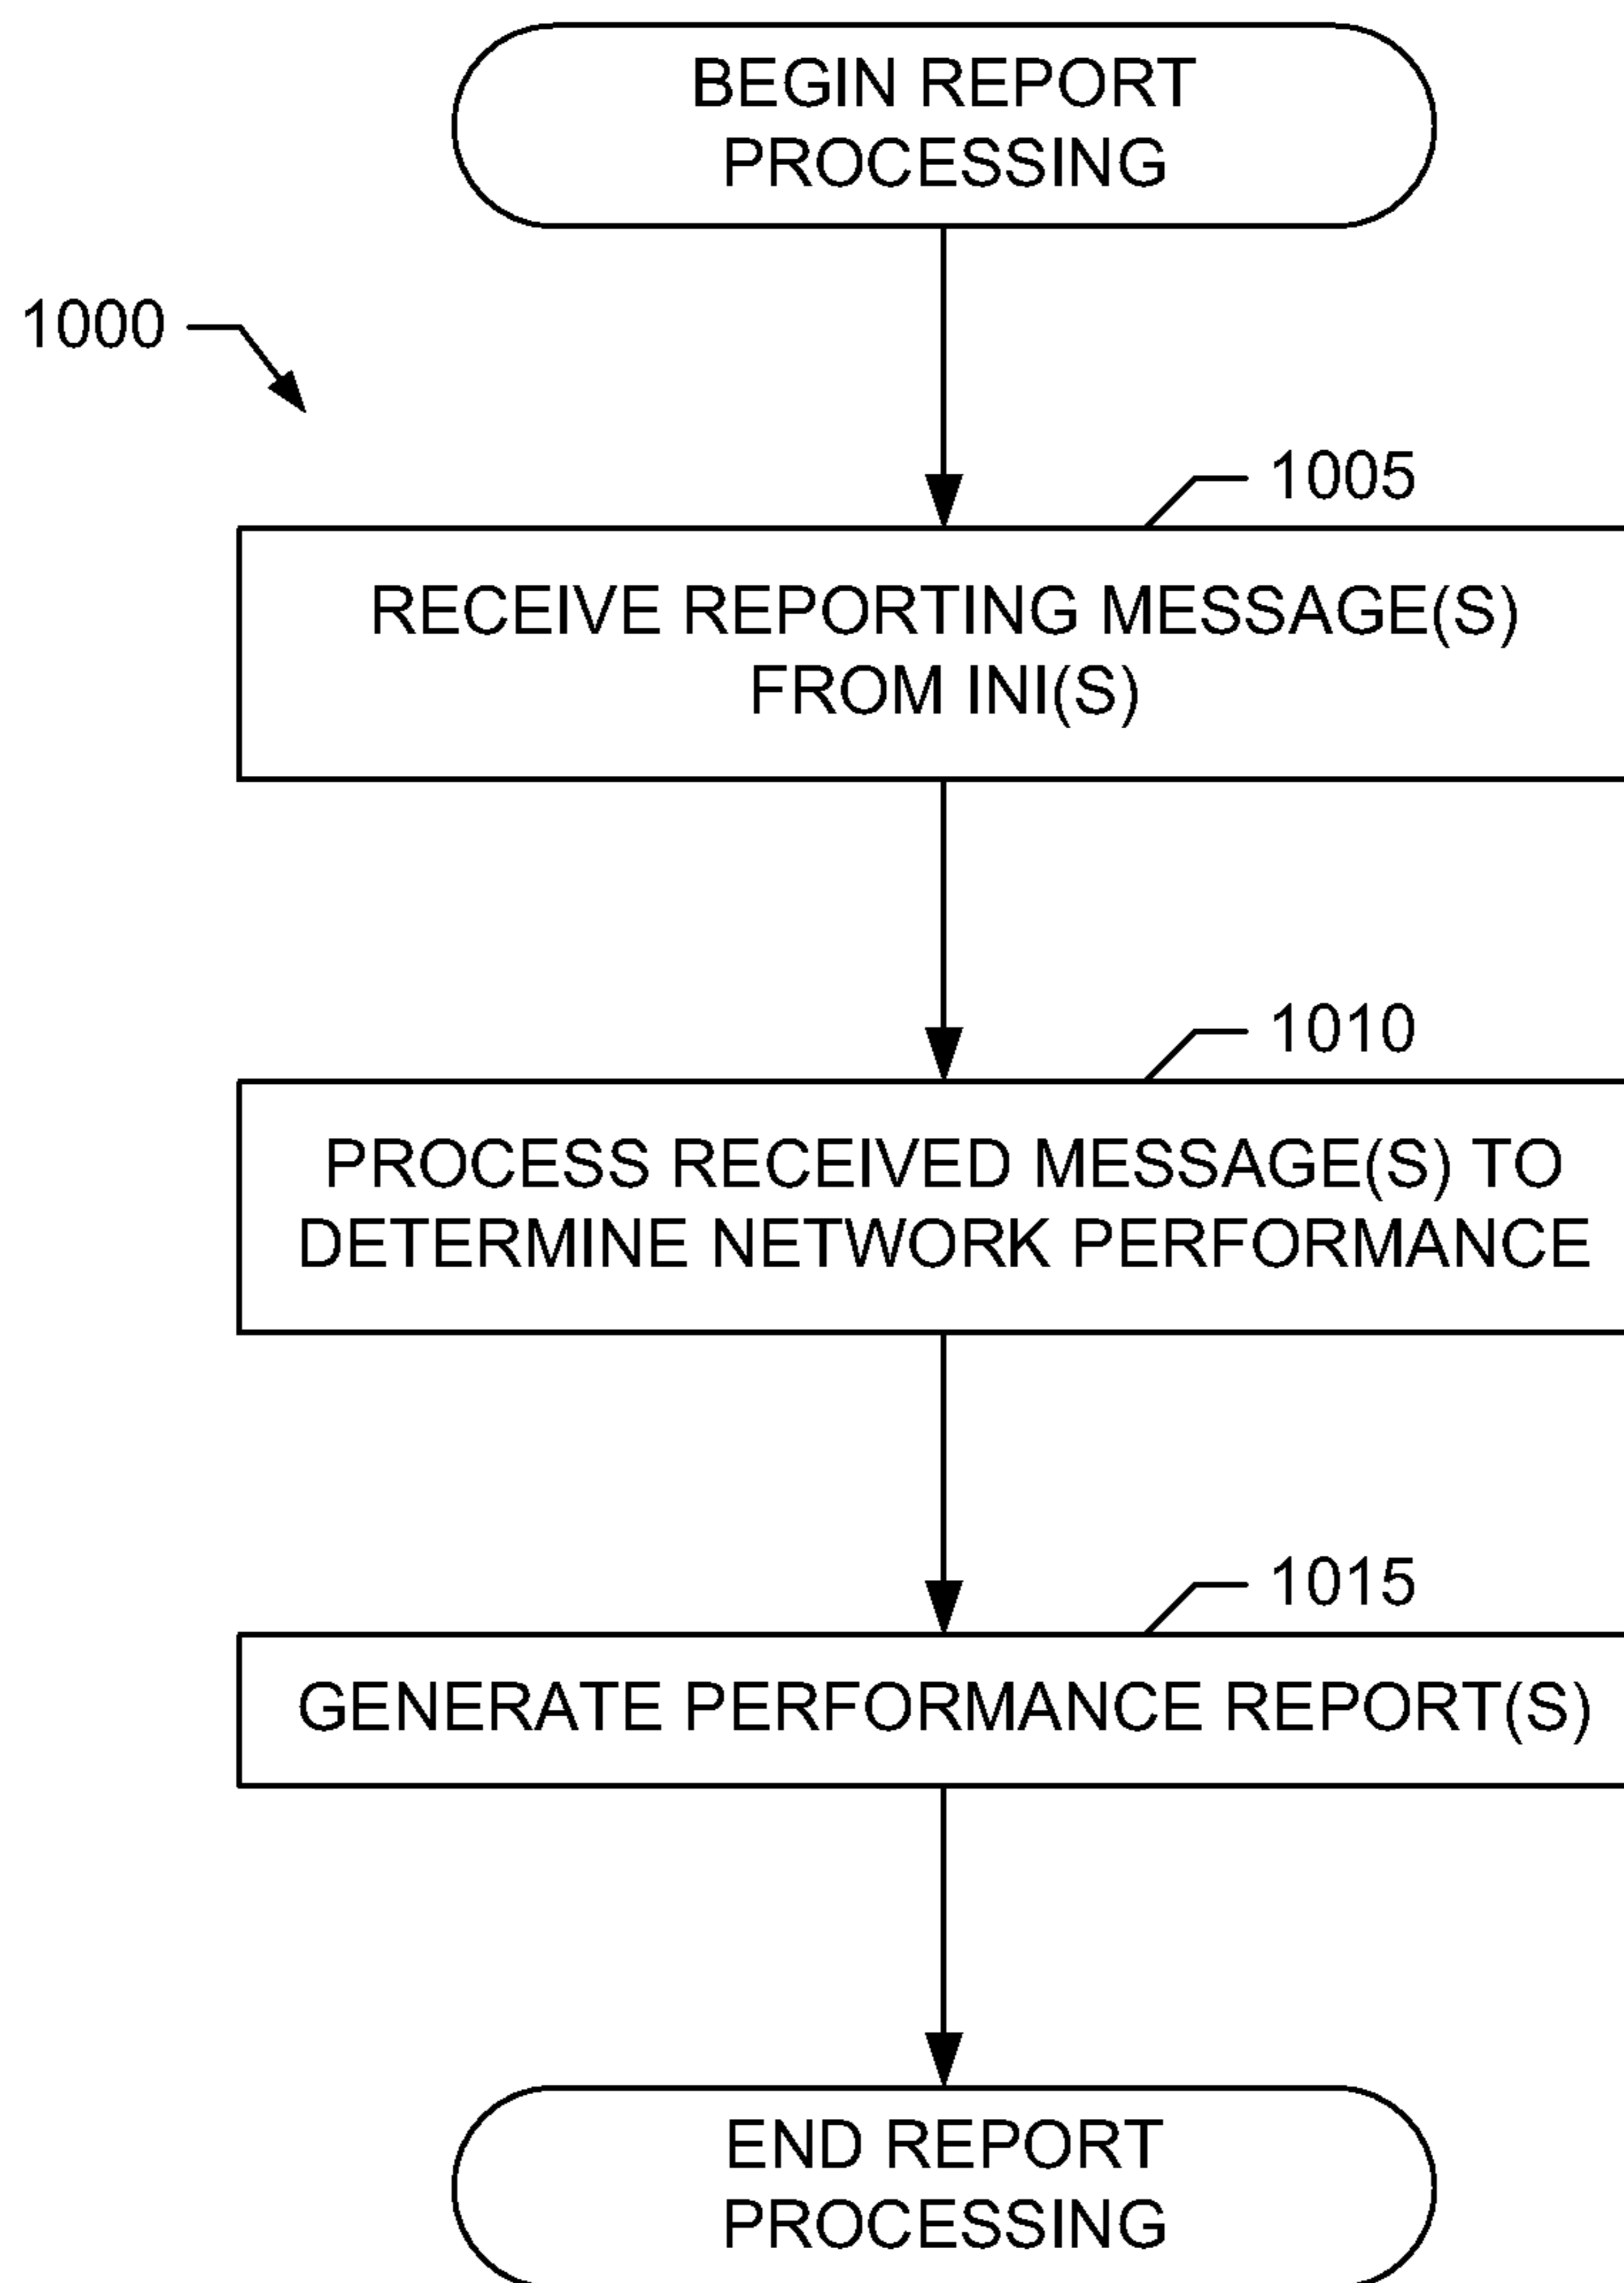 BEGIN REPORT
PROCESSING
1000
1005
RECEIVE REPORTING MESSAGE(S)
FROM INI(S)
1010
PROCESS RECEIVED MESSAGE(S) TO
DETERMINE NETWORK PERFORMANCE
1015
GENERATE PERFORMANCE REPORT(S)
END REPORT
PROCESSING